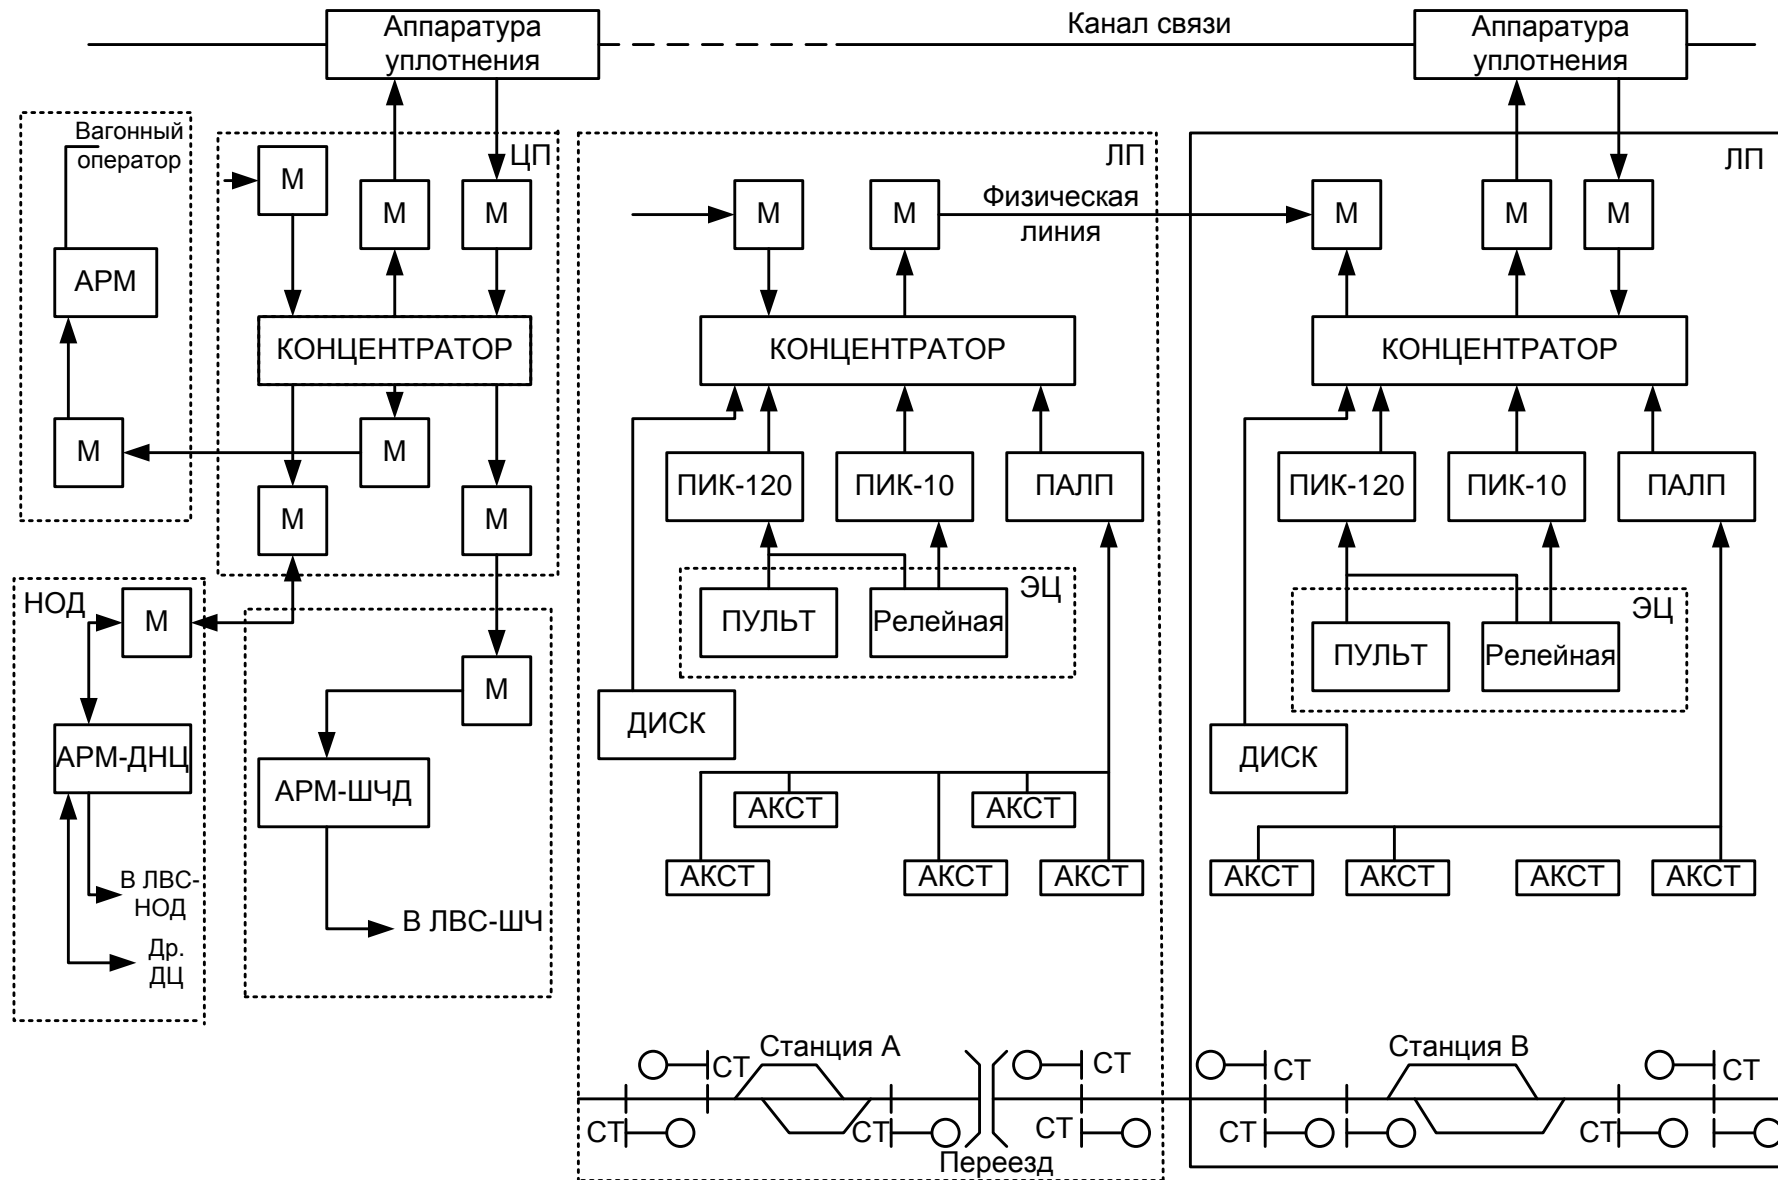 Аппаратура
уплотнения
Канал связи
Аппаратура
уплотнения
Вагонный
оператор
АРМ
М
ЦП
М
М
М
КОНЦЕНТРАТОР
М
М
М
НОД
М
АРМ-ДНЦ
В ЛВС-
НОД
Др.
ДЦ
М
АРМ-ШЧД
В ЛВС-ШЧ
ЛП
М
М
Физическая
линия
КОНЦЕНТРАТОР
ПИК-120
ПИК-10
ПАЛП
ЭЦ
ПУЛЬТ
Релейная
ДИСК
АКСТ
АКСТ
АКСТ
АКСТ
АКСТ
Станция А
СТ
СТ
СТ
СТ
СТ
Переезд
ЛП
М
М
М
КОНЦЕНТРАТОР
ПИК-120
ПИК-10
ПАЛП
ЭЦ
ПУЛЬТ
Релейная
ДИСК
АКСТ
АКСТ
АКСТ
АКСТ
Станция В
СТ
СТ
СТ
СТ
СТ
СТ